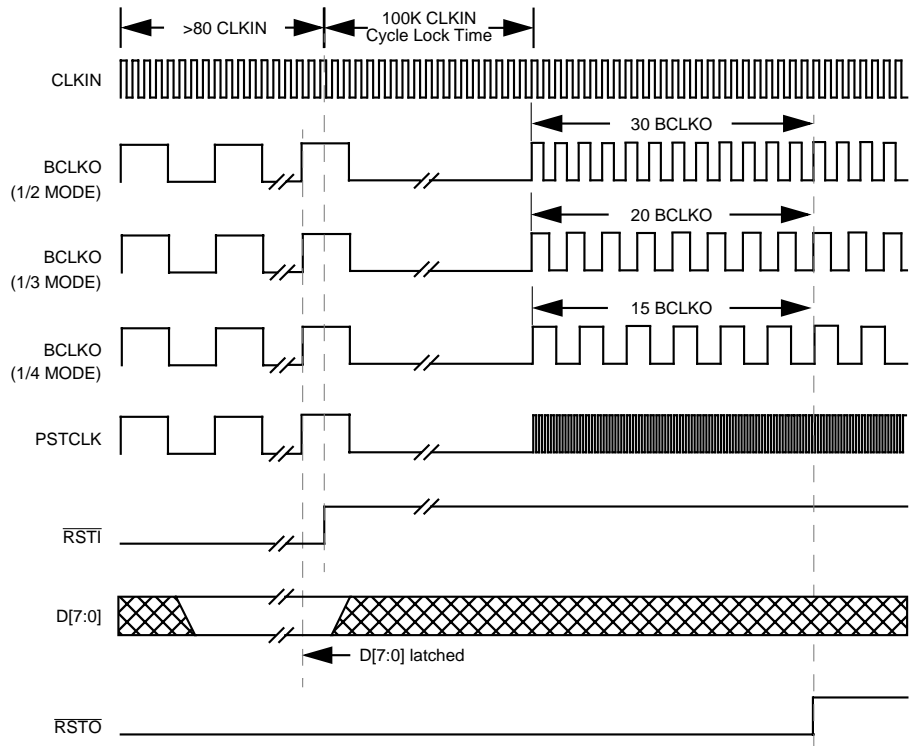 >80 CLKIN
100K CLKIN
Cycle Lock Time
CLKIN
30 BCLKO
BCLKO
(1/2 MODE)
20 BCLKO
BCLKO
(1/3 MODE)
15 BCLKO
BCLKO
(1/4 MODE)
PSTCLK
RSTI
D[7:0]
D[7:0] latched
RSTO